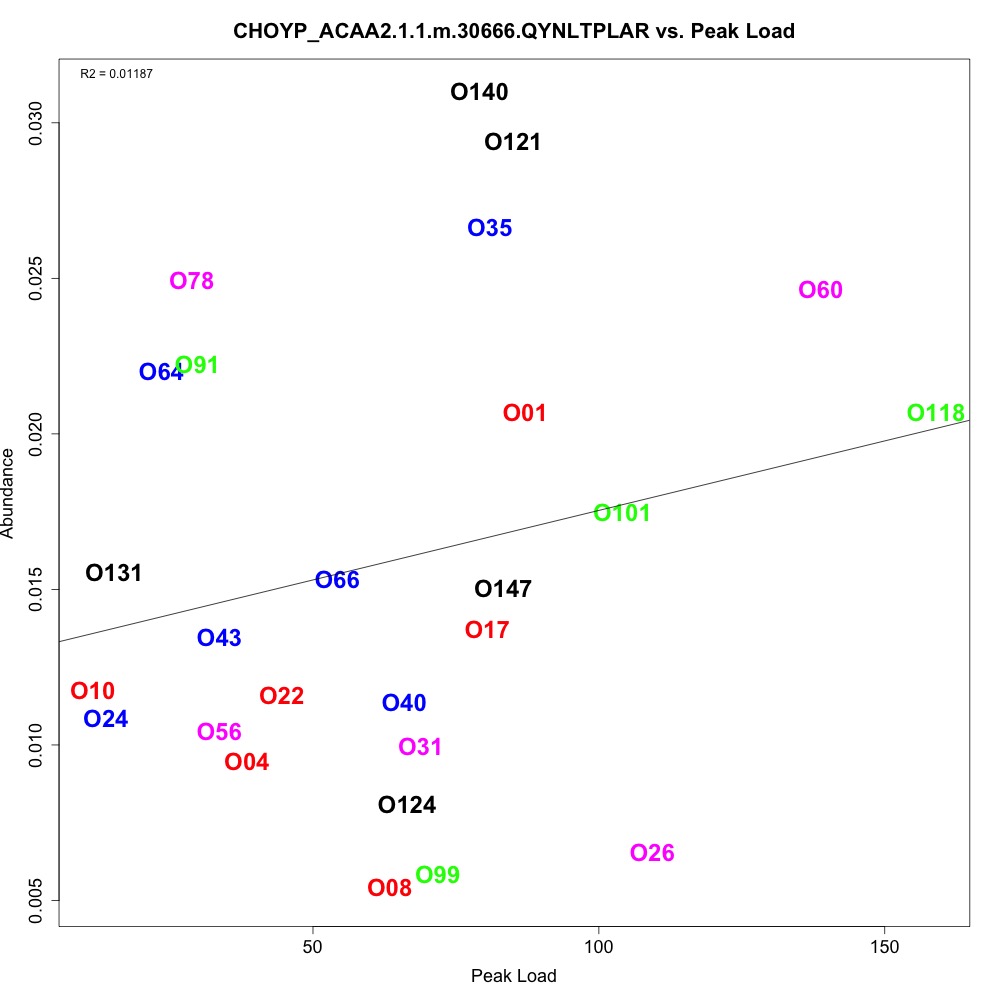 CHOYP_ACAA2.1.1.m.30666.QYNLTPLAR vs. Peak Load
R2 = 0.01187
O140
O121
O35
O78
O60
O64
O91
O01
O118
O101
O131
O66
O147
O17
O43
O10
O22
O24
O40
O56
O31
O04
O124
O26
O99
O08
0.030
0.025
0.020
0.015
0.010
0.005
Abundance
50
100
150
Peak Load